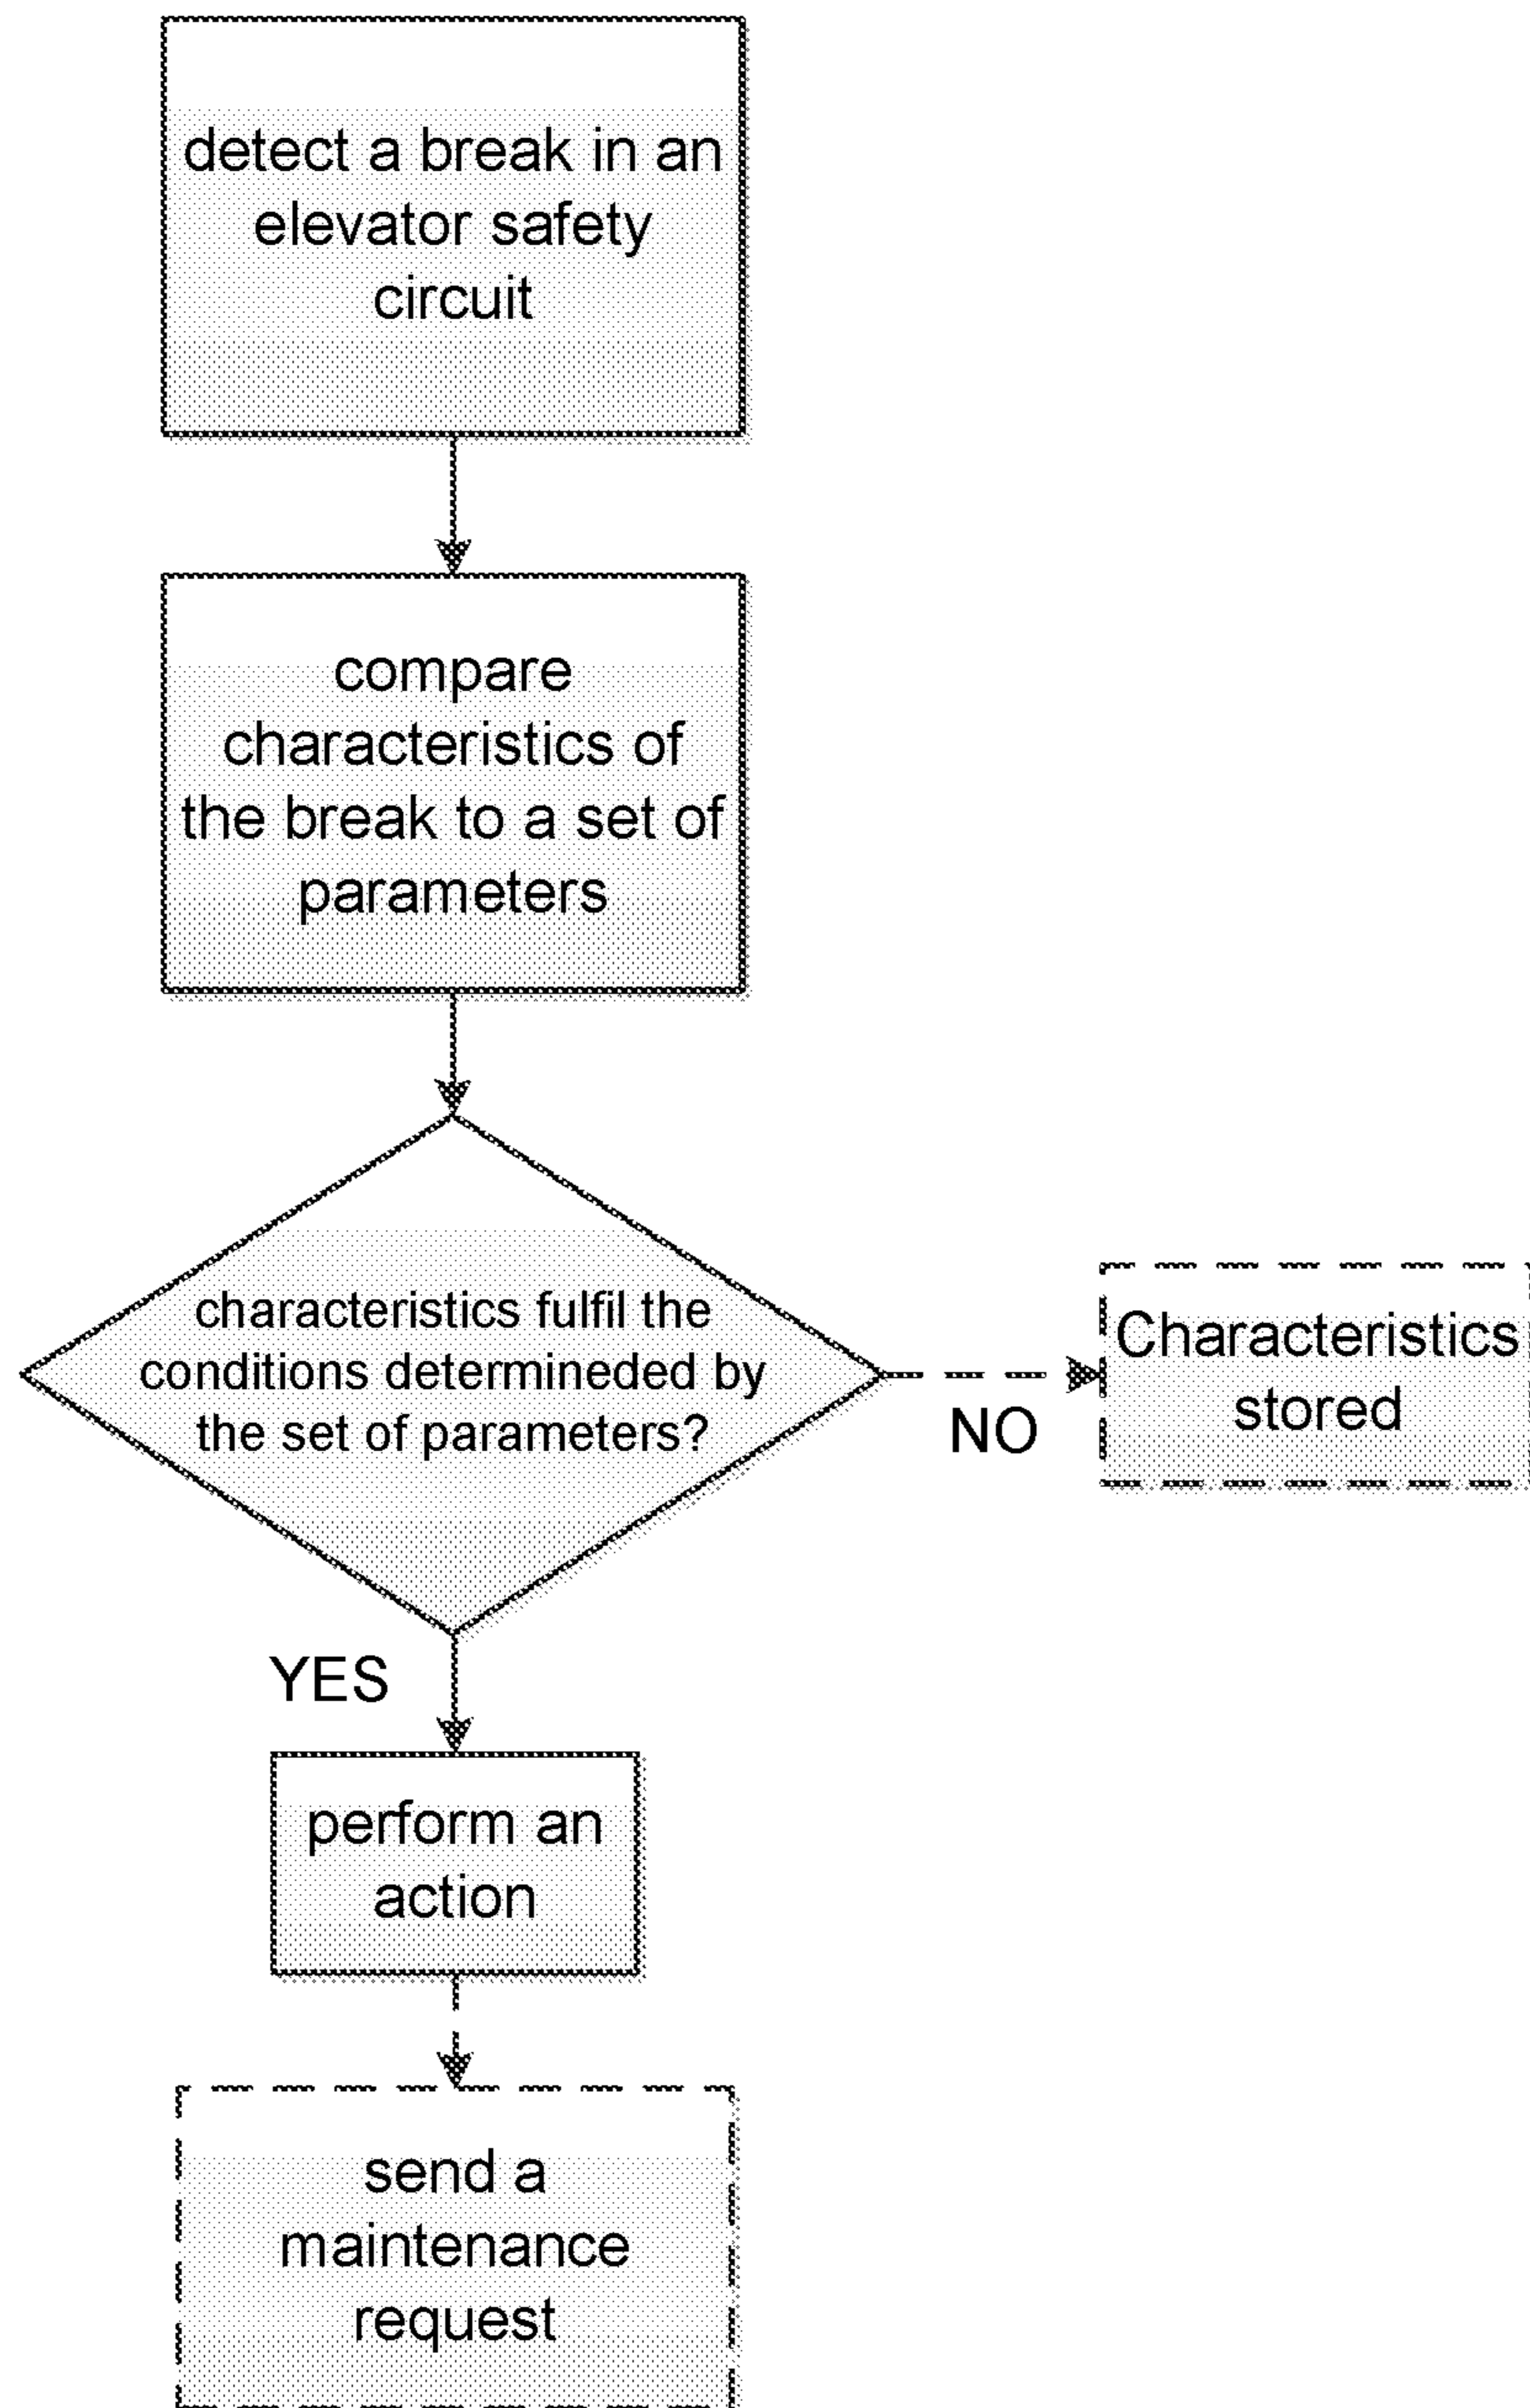 detect a break in an
elevator safety
circuit
compare
characteristics of
the break to a set of
parameters
characteristics fulfil the
conditions determineded by
the set of parameters?
NO
Characteristics
stored
YES
perform an
action
send a
maintenance
request